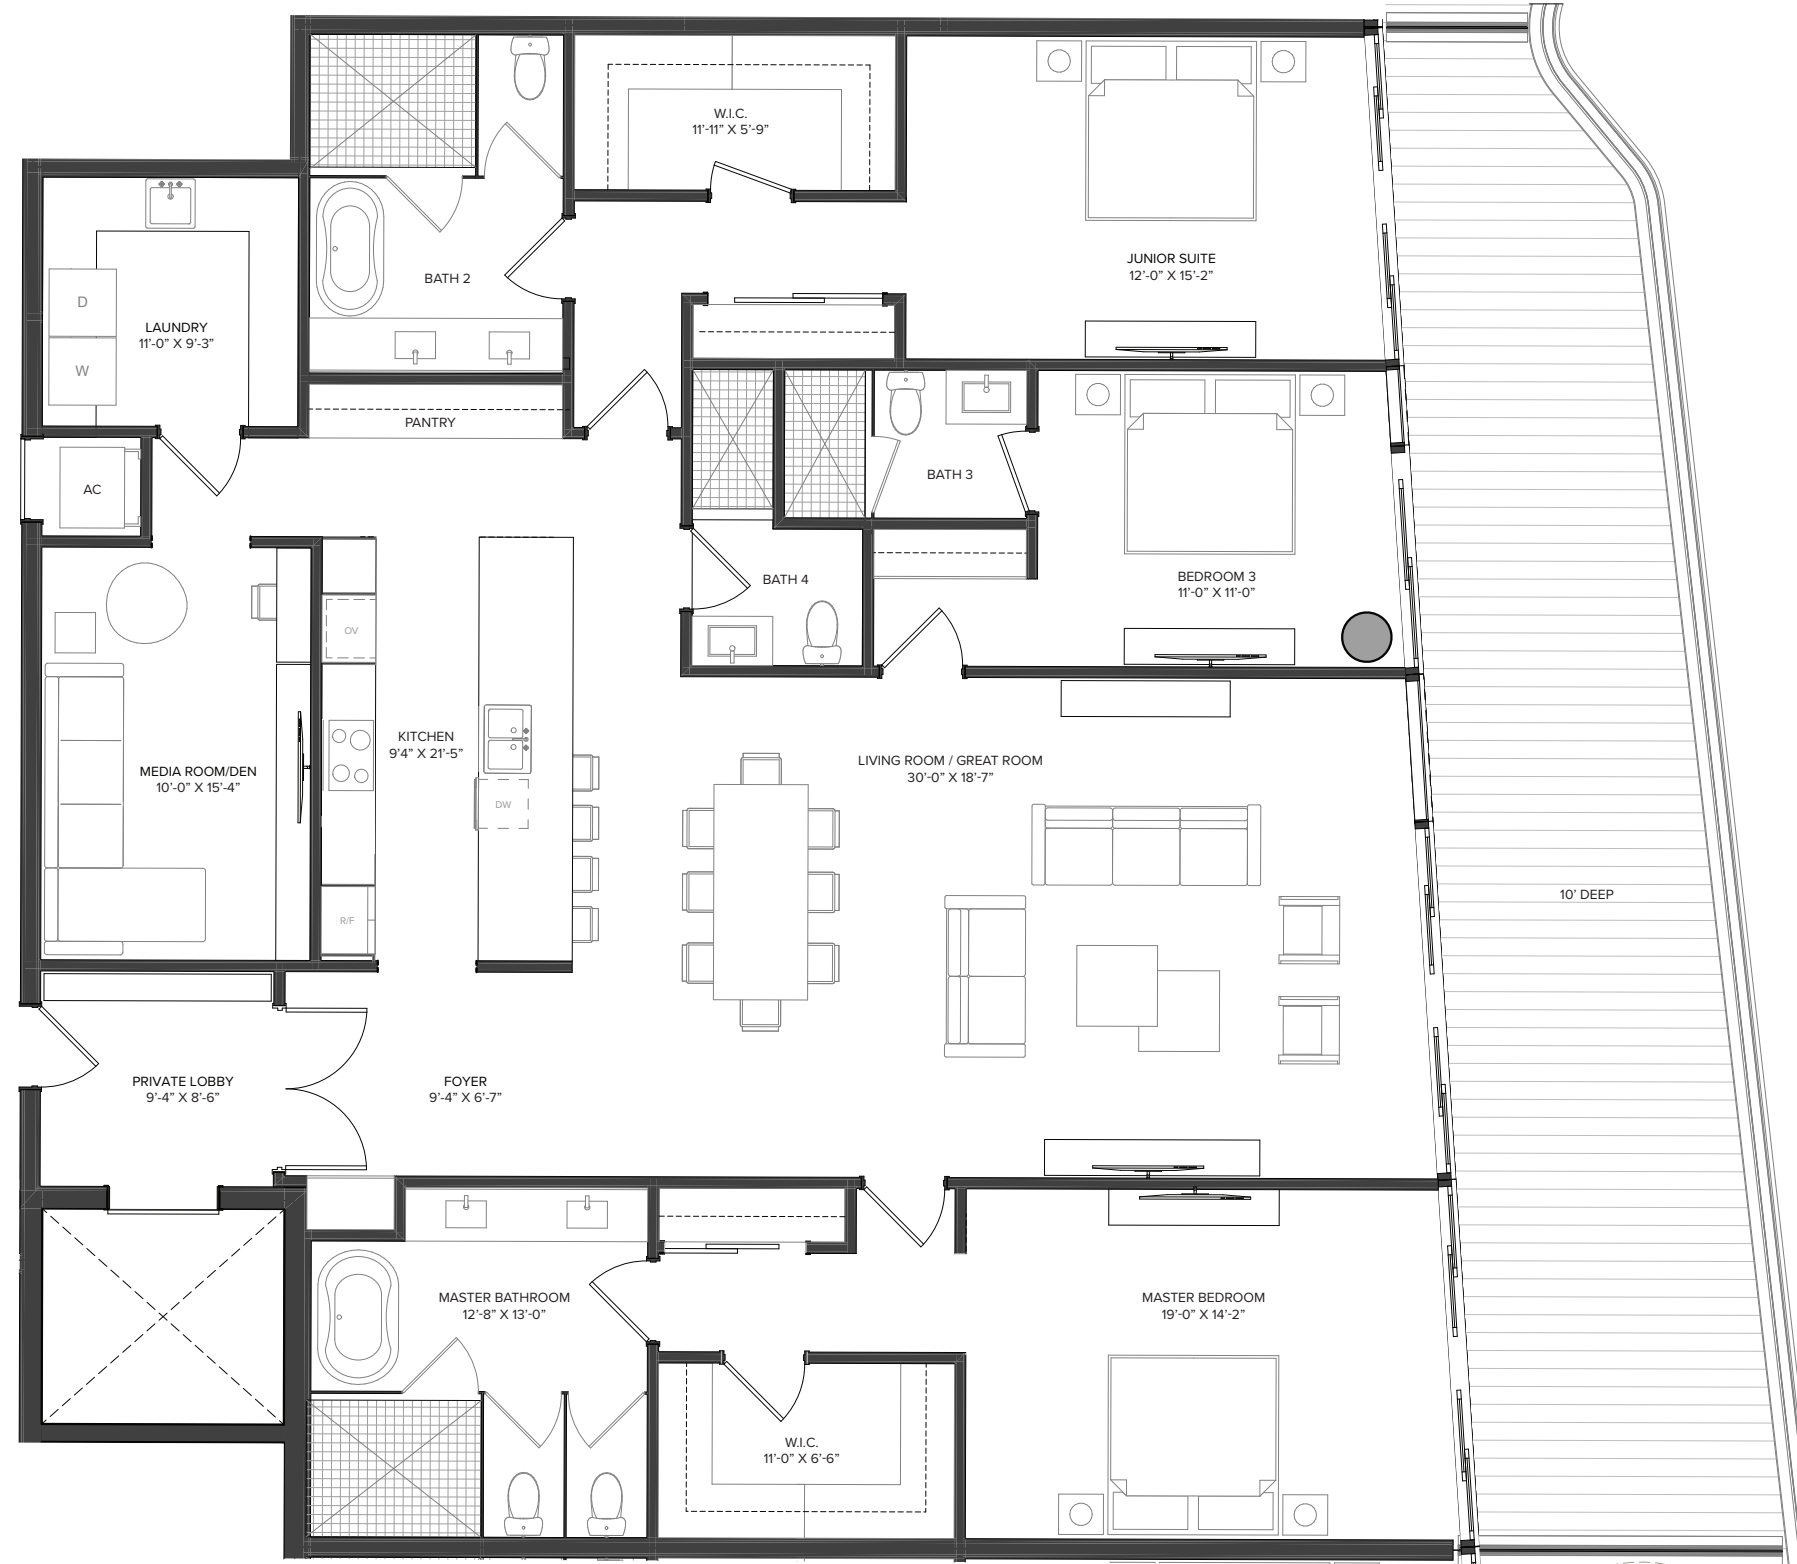 W.I.C.
11'-11" X 5'-9"
JUNIOR SUITE
12'-0" X 15'-2"
BATH 2
D
LAUNDRY
11'-0" X 9'-3"
W
PANTRY
BATH 3
AC
BATH 4
BEDROOM 3
11'-0" X 11'-0"
OV
KITCHEN
9'4" X 21'-5"
LIVING ROOM / GREAT ROOM
30'-0" X 18'-7"
MEDIA ROOM/DEN
10'-0" X 15'-4"
DW
10' DEEP
R/F
PRIVATE LOBBY
9'-4" X 8'-6"
FOYER
9'-4" X 6'-7"
MASTER BATHROOM
12'-8" X 13'-0"
MASTER BEDROOM
19'-0" X 14'-2"
W.I.C.
11'-0" X 6'-6"